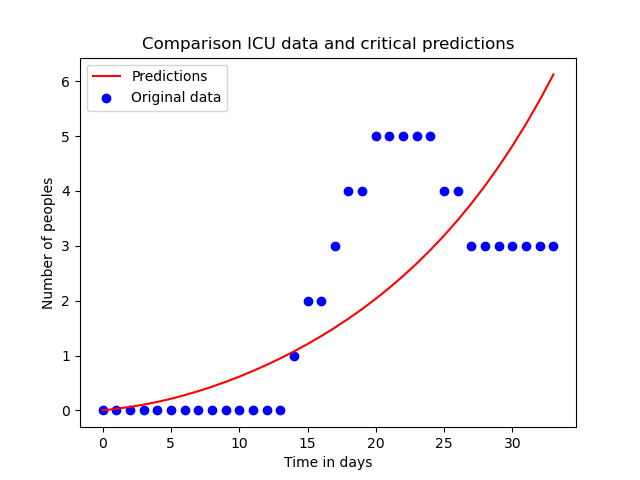 Comparison ICU data and critical predictions
Predictions
Original data
Number of peoples
6
5
4
3
2
1
0
0 5 10 15 20 25 30
Time in days